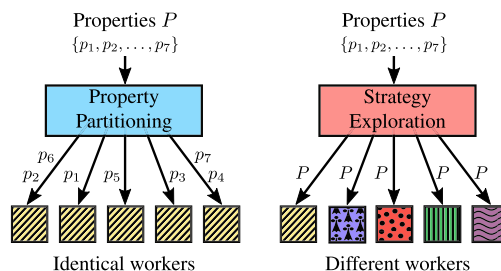 Properties P
{p1, p2, . . . , p7}
Property
Partitioning
p6
p2
p1
p5
p3
p7
p4
Identical workers
Properties P
{p1, p2, . . . , p7}
Strategy
Exploration
P
P
P
P
P
Different workers